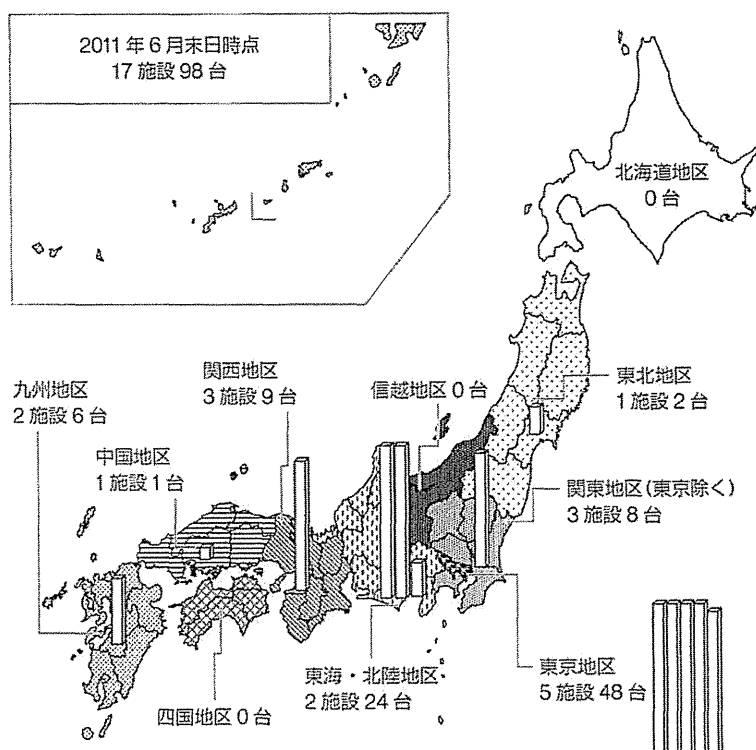 2011年6月末日時点
17施設98台
北海道地区
0台
東北地区
1施設2台
信越地区0台
関西地区
3施設9台
九州地区
2施設6台
中国地区
1施設1台
関東地区(東京除く)
3施設8台
東海・北陸地区
2施設24台
東京地区
5施設48台
四国地区0台